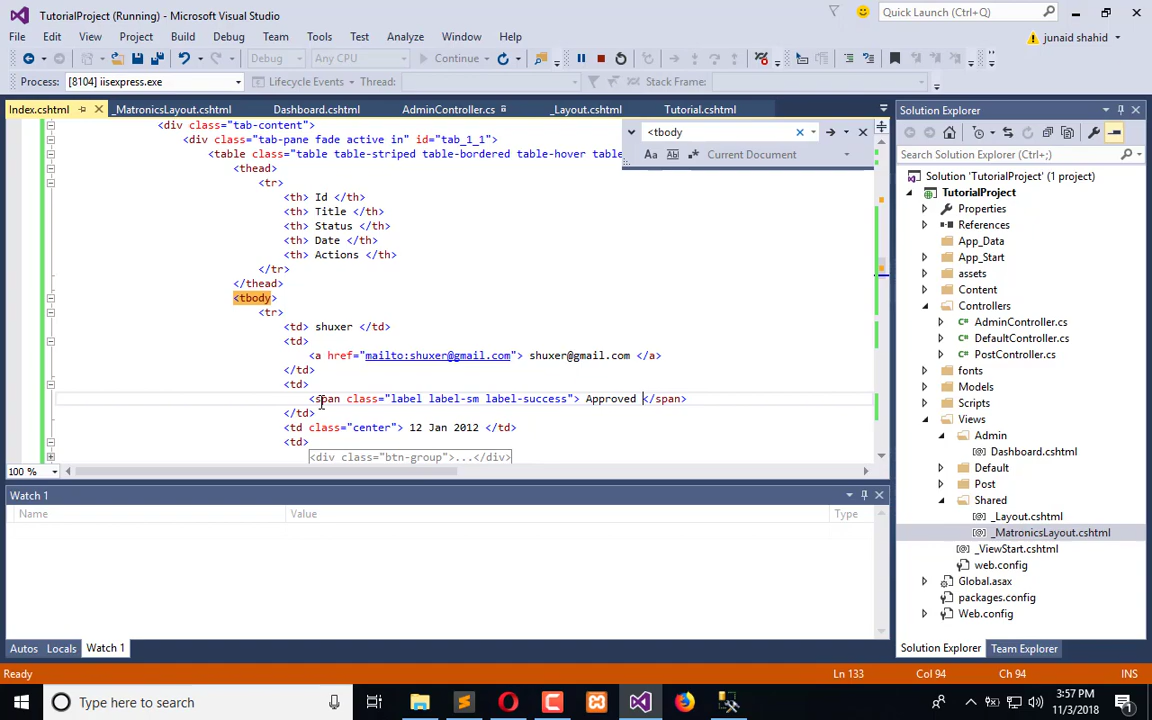 TutorialProject (Running) - Microsoft Visual Studio
Quick Launch (Ctrl+Q)
File Edit View Project Build Debug Team Tools Test Analyze Window Help
junaid shahid
Debug Any CPU Continue
Process: [8104] iisexpress.exe Lifecycle Events Thread: Stack Frame:
Index.cshtml _MatronicsLayout.cshtml Dashboard.cshtml AdminController.cs _Layout.cshtml Tutorial.cshtml
<tbody
Aa Current Document
<div class="tab-content">
<div class="tab-pane fade active in" id="tab_1_1">
<table class="table table-striped table-bordered table-hover table
<thead>
<tr>
<th> Id </th>
<th> Title </th>
<th> Status </th>
<th> Date </th>
<th> Actions </th>
</tr>
</thead>
<tbody>
<tr>
<td> shuxer </td>
<td>
<a href="mailto:shuxer@gmail.com"> shuxer@gmail.com </a>
</td>
<td>
<span class="label label-sm label-success"> Approved </span>
</td>
<td class="center"> 12 Jan 2012 </td>
<td>
<div class="btn-group">...</div>
100 %
Watch 1
Name Value Type
Autos Locals Watch 1
Solution Explorer
Search Solution Explorer (Ctrl+;)
Solution 'TutorialProject' (1 project)
TutorialProject
Properties
References
App_Data
App_Start
assets
Content
Controllers
C# AdminController.cs
C# DefaultController.cs
C# PostController.cs
fonts
Models
Scripts
Views
Admin
[@] Dashboard.cshtml
Default
Post
Shared
[@] _Layout.cshtml
[@] _MatronicsLayout.cshtml
[@] _ViewStart.cshtml
web.config
Global.asax
packages.config
Web.config
Solution Explorer Team Explorer
Ready Ln 133 Col 94 Ch 94 INS
Type here to search
3:57 PM
11/3/2018